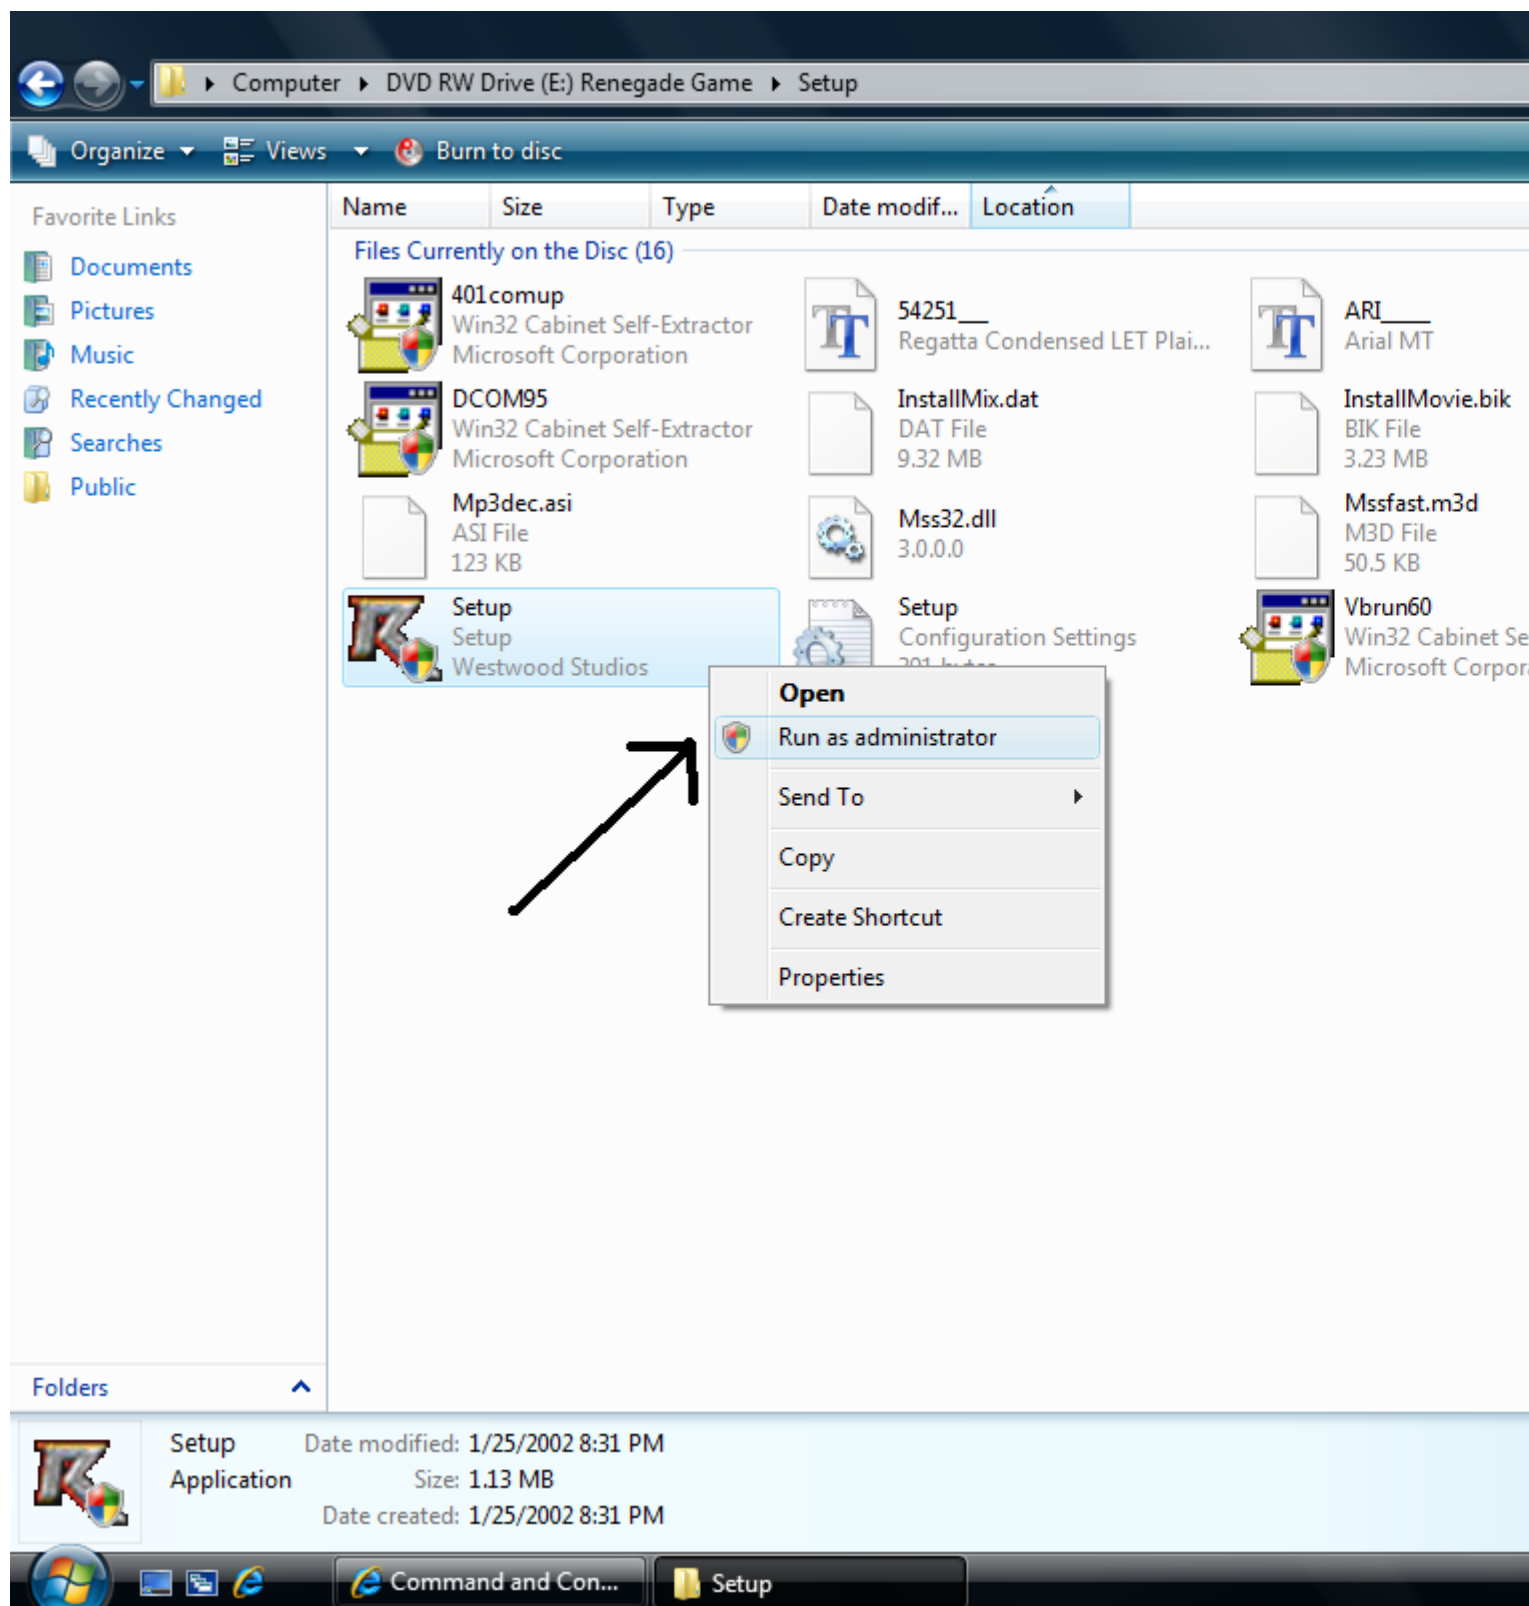 Computer ▸ DVD RW Drive (E:) Renegade Game ▸ Setup
Organize Views Burn to disc
Favorite Links
Documents
Pictures
Music
Recently Changed
Searches
Public
Name Size Type Date modif... Location
Files Currently on the Disc (16)
401comup
Win32 Cabinet Self-Extractor
Microsoft Corporation
54251__
Regatta Condensed LET Plai...
ARI____
Arial MT
DCOM95
Win32 Cabinet Self-Extractor
Microsoft Corporation
InstallMix.dat
DAT File
9.32 MB
InstallMovie.bik
BIK File
3.23 MB
Mp3dec.asi
ASI File
123 KB
Mss32.dll
3.0.0.0
Mssfast.m3d
M3D File
50.5 KB
Setup
Setup
Westwood Studios
Setup
Configuration Settings
Vbrun60
Win32 Cabinet Se
Microsoft Corpor
Open
Run as administrator
Send To
Copy
Create Shortcut
Properties
Folders
Setup
Application
Date modified: 1/25/2002 8:31 PM
Size: 1.13 MB
Date created: 1/25/2002 8:31 PM
Command and Con...
Setup